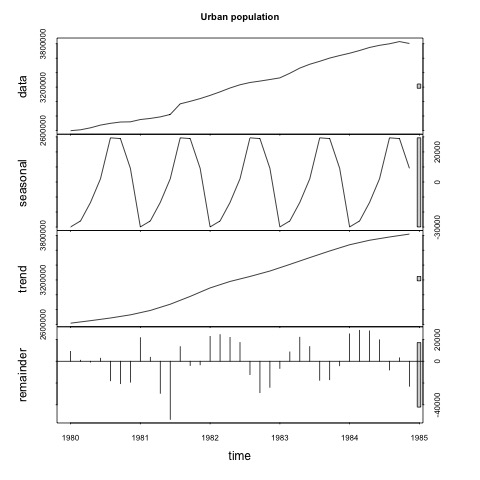 Urban population
data
2600000 3200000 3800000
seasonal
-30000 0 20000
trend
2600000 3200000 3800000
remainder
-40000 0 20000
1980 1981 1982 1983 1984 1985
time